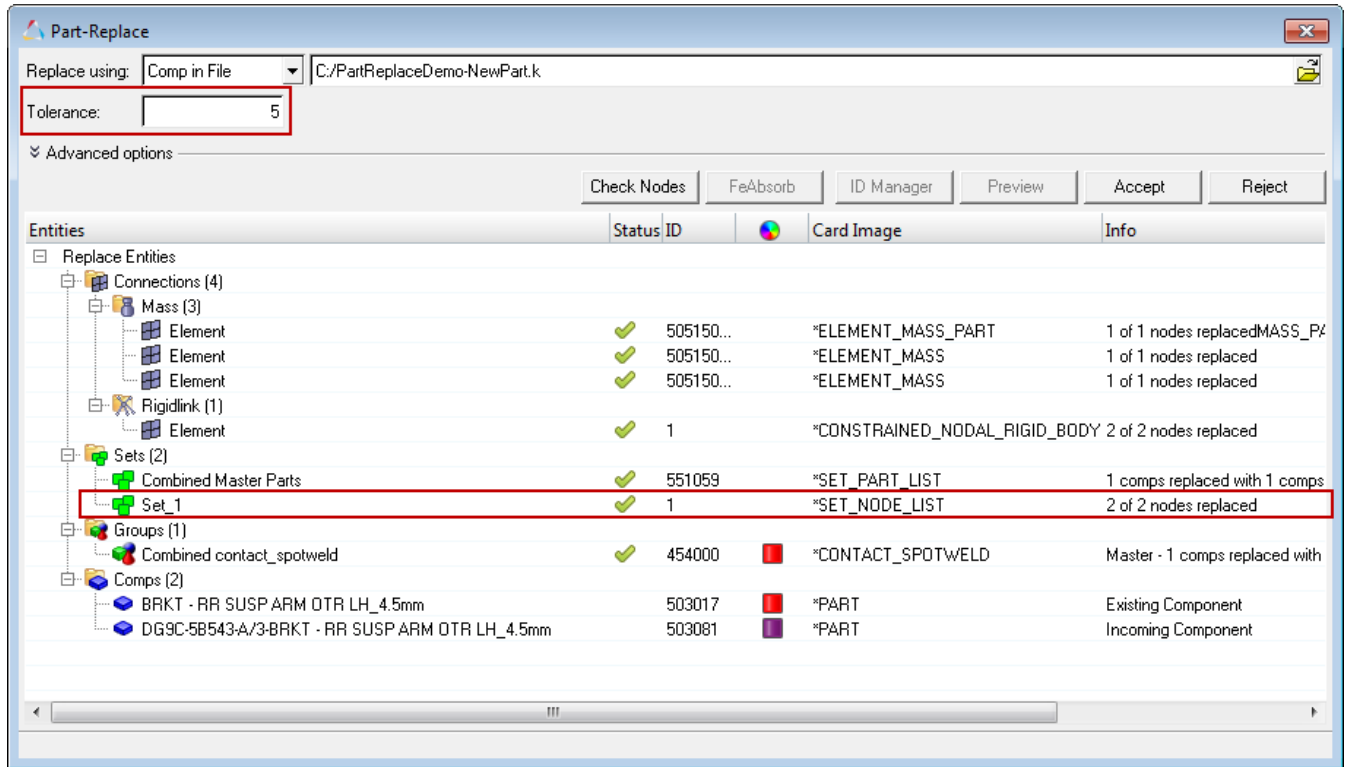 Part-Replace
Replace using: Comp in File C:/PartReplaceDemo-NewPart.k
Tolerance: 5
Advanced options
Check Nodes FeAbsorb ID Manager Preview Accept Reject
Entities Status ID Card Image Info
Replace Entities
Connections (4)
Mass (3)
Element 505150... *ELEMENT_MASS_PART 1 of 1 nodes replacedMASS_PA
Element 505150... *ELEMENT_MASS 1 of 1 nodes replaced
Element 505150... *ELEMENT_MASS 1 of 1 nodes replaced
Rigidlink (1)
Element 1 *CONSTRAINED_NODAL_RIGID_BODY 2 of 2 nodes replaced
Sets (2)
Combined Master Parts 551059 *SET_PART_LIST 1 comps replaced with 1 comps
Set_1 1 *SET_NODE_LIST 2 of 2 nodes replaced
Groups (1)
Combined contact_spotweld 454000 *CONTACT_SPOTWELD Master - 1 comps replaced with
Comps (2)
BRKT - RR SUSP ARM OTR LH_4.5mm 503017 *PART Existing Component
DG9C-5B543-A/3-BRKT - RR SUSP ARM OTR LH_4.5mm 503081 *PART Incoming Component